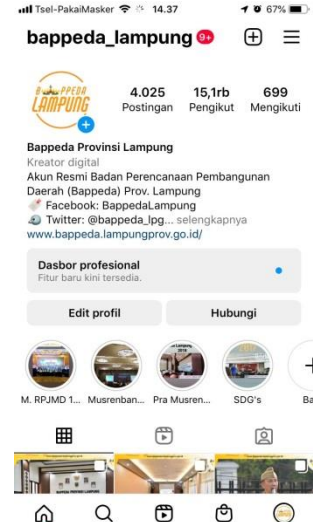 Tsel-PakaiMasker 14.37 67%
bappeda_lampung 9+
BAPPEDA
LAMPUNG
4.025 15,1rb 699
Postingan Pengikut Mengikuti
Bappeda Provinsi Lampung
Kreator digital
Akun Resmi Badan Perencanaan Pembangunan
Daerah (Bappeda) Prov. Lampung
Facebook: BappedaLampung
Twitter: @bappeda_lpg... selengkapnya
www.bappeda.lampungprov.go.id/
Dasbor profesional
Fitur baru kini tersedia.
Edit profil Hubungi
M. RPJMD 1... Musrenban... Pra Musren... SDG's Ba